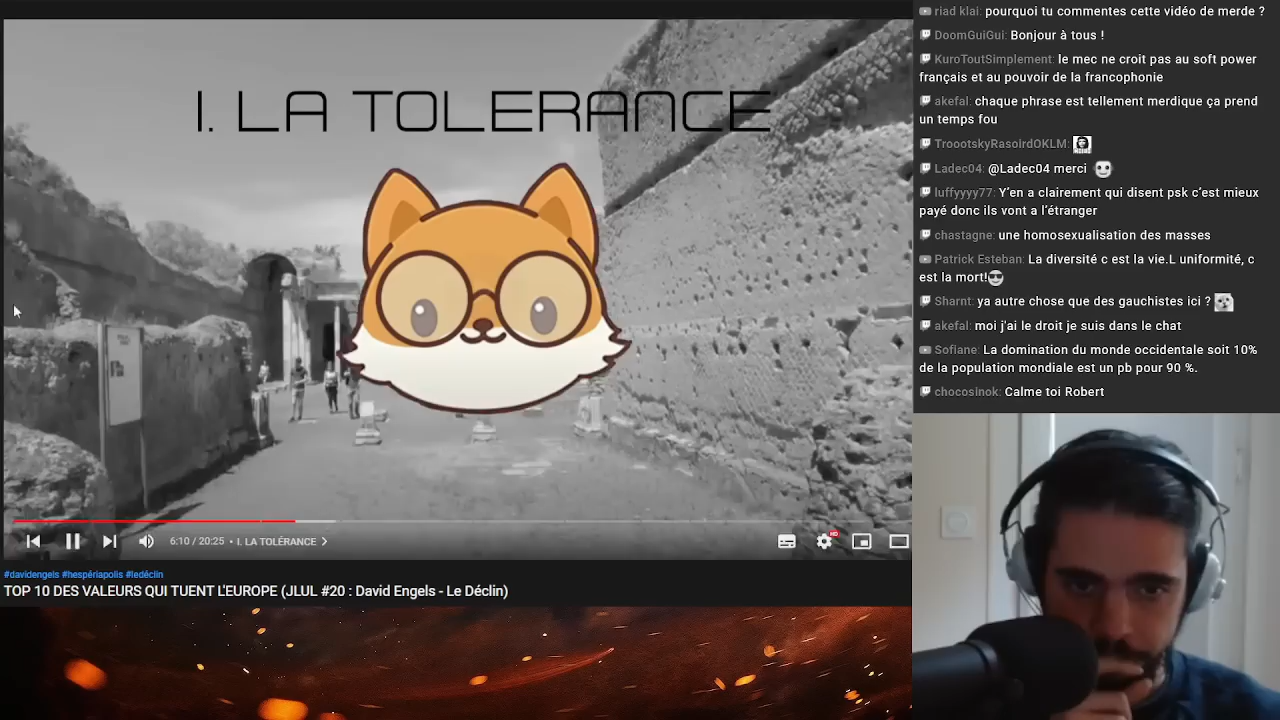 I. LA TOLERANCE
6:10 / 20:25 • I. LA TOLÉRANCE
HD
#davidengels #hespériapolis #ledéclin
TOP 10 DES VALEURS QUI TUENT L'EUROPE (JLUL #20 : David Engels - Le Déclin)
riad klai: pourquoi tu commentes cette vidéo de merde ?
DoomGuiGui: Bonjour à tous !
KuroToutSimplement: le mec ne croit pas au soft power
français et au pouvoir de la francophonie
akefal: chaque phrase est tellement merdique ça prend
un temps fou
TroootskyRasoirdOKLM:
Ladec04: @Ladec04 merci
luffyyyy77: Y'en a clairement qui disent psk c'est mieux
payé donc ils vont a l'étranger
chastagne: une homosexualisation des masses
Patrick Esteban: La diversité c est la vie.L uniformité, c
est la mort!
Sharnt: ya autre chose que des gauchistes ici ?
akefal: moi j'ai le droit je suis dans le chat
Sofiane: La domination du monde occidentale soit 10%
de la population mondiale est un pb pour 90 %.
chocosinok: Calme toi Robert